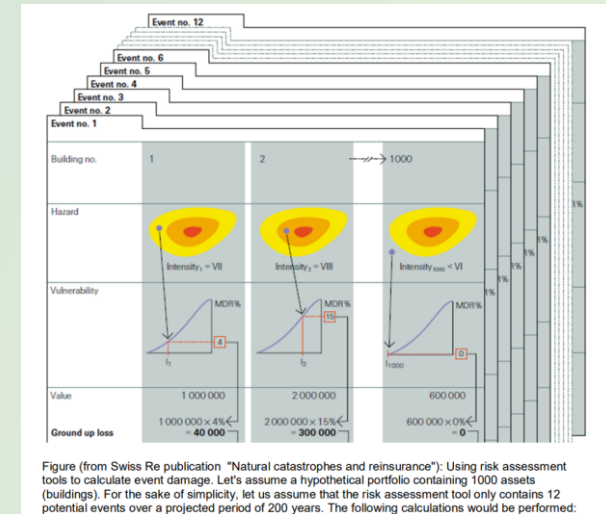 Event no. 12
Event no. 6
Event no. 5
Event no. 4
Event no. 3
Event no. 2
Event no. 1
Building no. 1 2 1000
Hazard
Intensity₁ = VII Intensity₂ = VIII Intensity₁₀₀₀ < VI
Vulnerability
MDR% MDR% MDR%
4 15 0
I₁ I₂ I₁₀₀₀
R% R% R% R% R%
Value 1 000 000 2 000 000 600 000
1 000 000 × 4% 2 000 000 × 15% 600 000 × 0%
Ground up loss = 40 000 = 300 000 = 0
Figure (from Swiss Re publication "Natural catastrophes and reinsurance"): Using risk assessment
tools to calculate event damage. Let's assume a hypothetical portfolio containing 1000 assets
(buildings). For the sake of simplicity, let us assume that the risk assessment tool only contains 12
potential events over a projected period of 200 years. The following calculations would be performed: